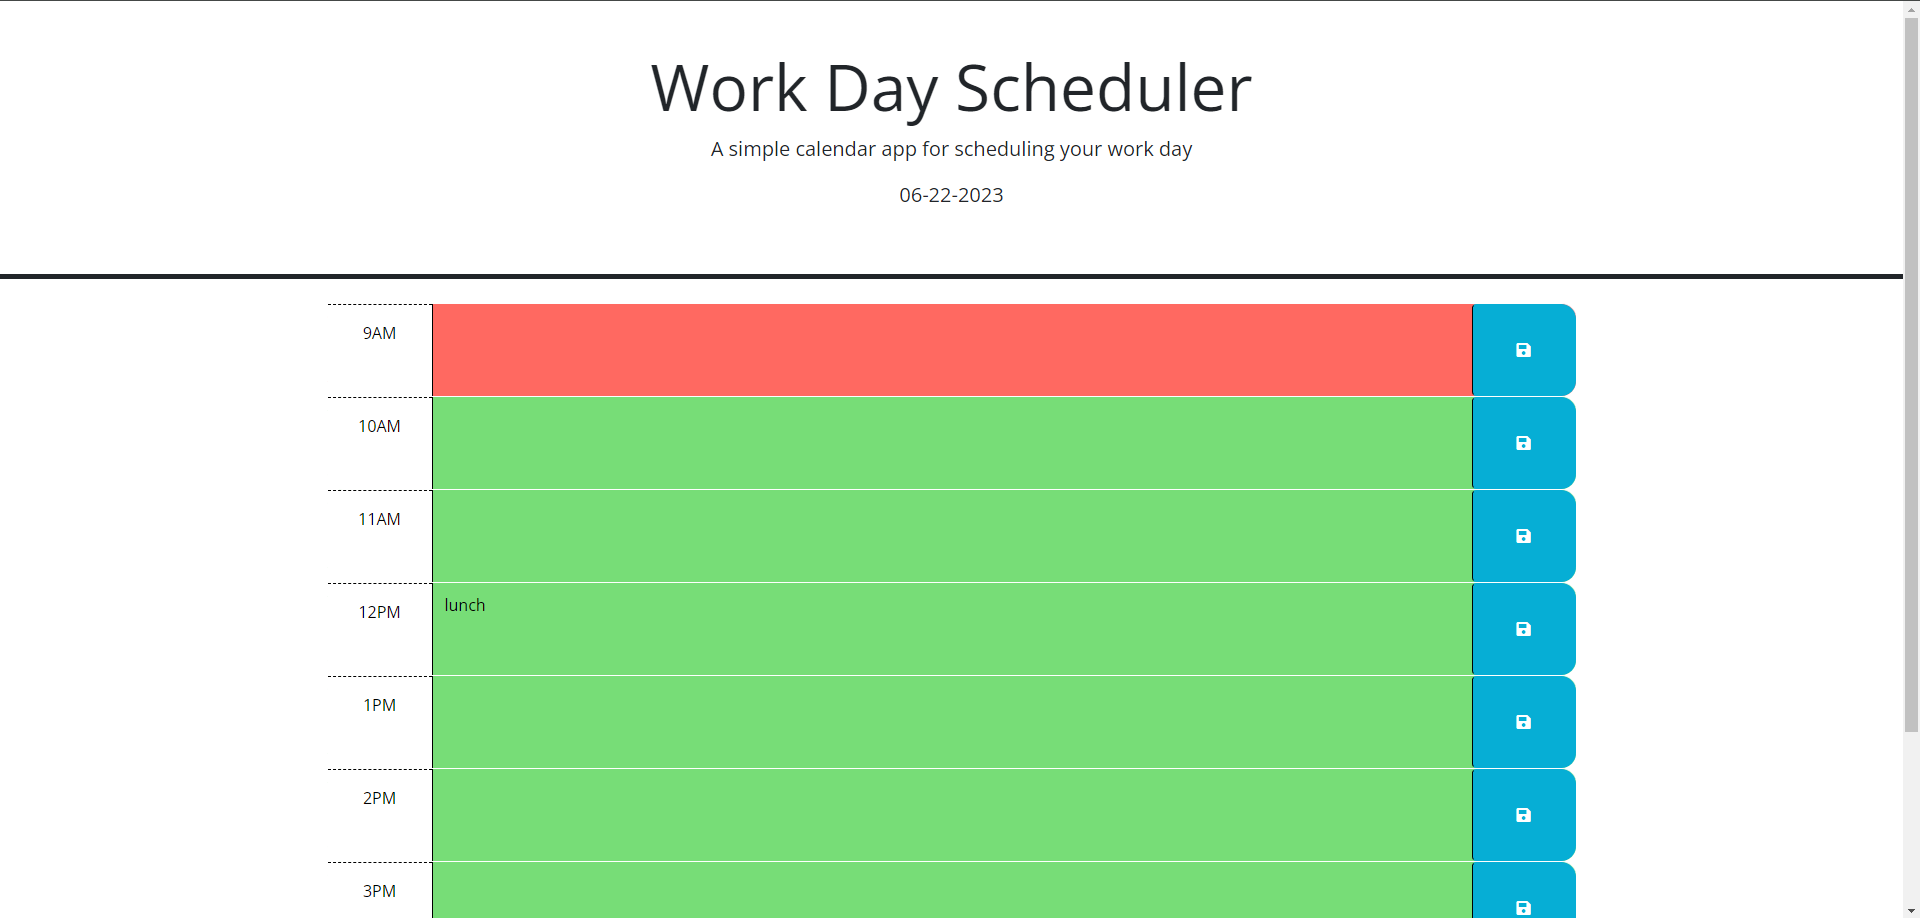 Work Day Scheduler
A simple calendar app for scheduling your work day
06-22-2023
9AM
10AM
11AM
12PM
lunch
1PM
2PM
3PM